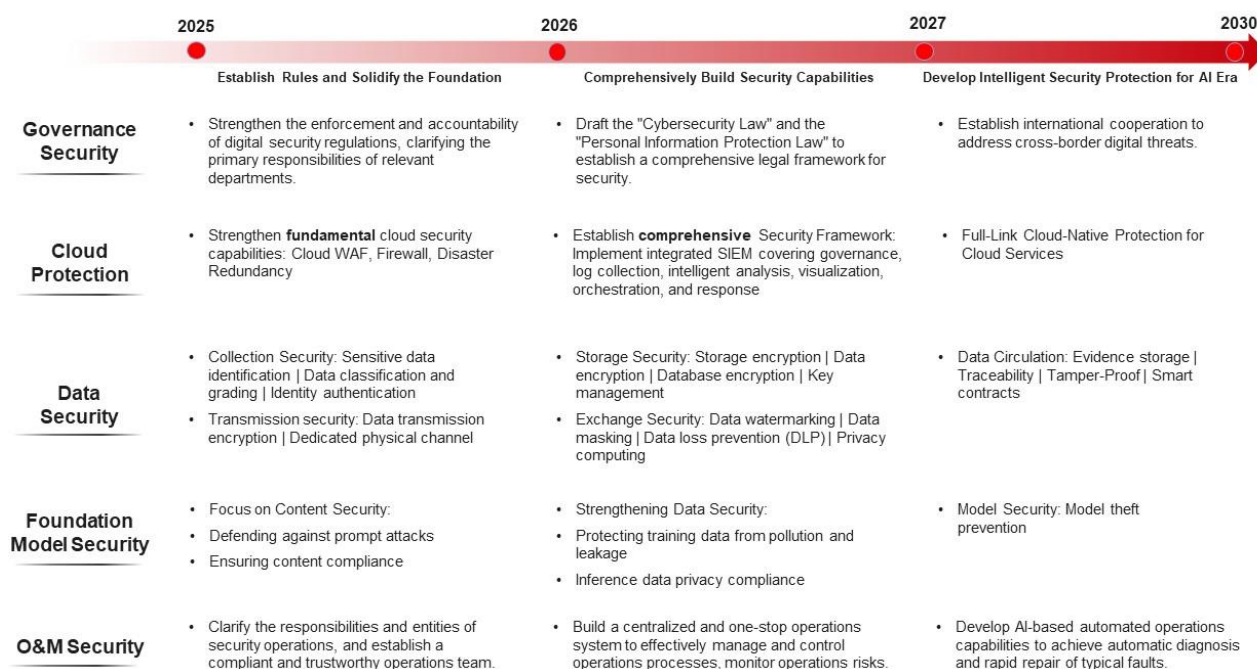 2025 2026 2027 2030
Establish Rules and Solidify the Foundation
Comprehensively Build Security Capabilities
Develop Intelligent Security Protection for AI Era
Governance
Security
• Strengthen the enforcement and accountability
of digital security regulations, clarifying the
primary responsibilities of relevant
departments.
• Draft the "Cybersecurity Law" and the
"Personal Information Protection Law" to
establish a comprehensive legal framework for
security.
• Establish international cooperation to
address cross-border digital threats.
Cloud
Protection
• Strengthen fundamental cloud security
capabilities: Cloud WAF, Firewall, Disaster
Redundancy
• Establish comprehensive Security Framework:
Implement integrated SIEM covering governance,
log collection, intelligent analysis, visualization,
orchestration, and response
• Full-Link Cloud-Native Protection for
Cloud Services
Data
Security
• Collection Security: Sensitive data
identification | Data classification and
grading | Identity authentication
• Transmission security: Data transmission
encryption | Dedicated physical channel
• Storage Security: Storage encryption | Data
encryption | Database encryption | Key
management
• Exchange Security: Data watermarking | Data
masking | Data loss prevention (DLP) | Privacy
computing
• Data Circulation: Evidence storage |
Traceability | Tamper-Proof | Smart
contracts
Foundation
Model Security
• Focus on Content Security:
• Defending against prompt attacks
• Ensuring content compliance
• Strengthening Data Security:
• Protecting training data from pollution and
leakage
• Inference data privacy compliance
• Model Security: Model theft
prevention
O&M Security
• Clarify the responsibilities and entities of
security operations, and establish a
compliant and trustworthy operations team.
• Build a centralized and one-stop operations
system to effectively manage and control
operations processes, monitor operations risks.
• Develop AI-based automated operations
capabilities to achieve automatic diagnosis
and rapid repair of typical faults.